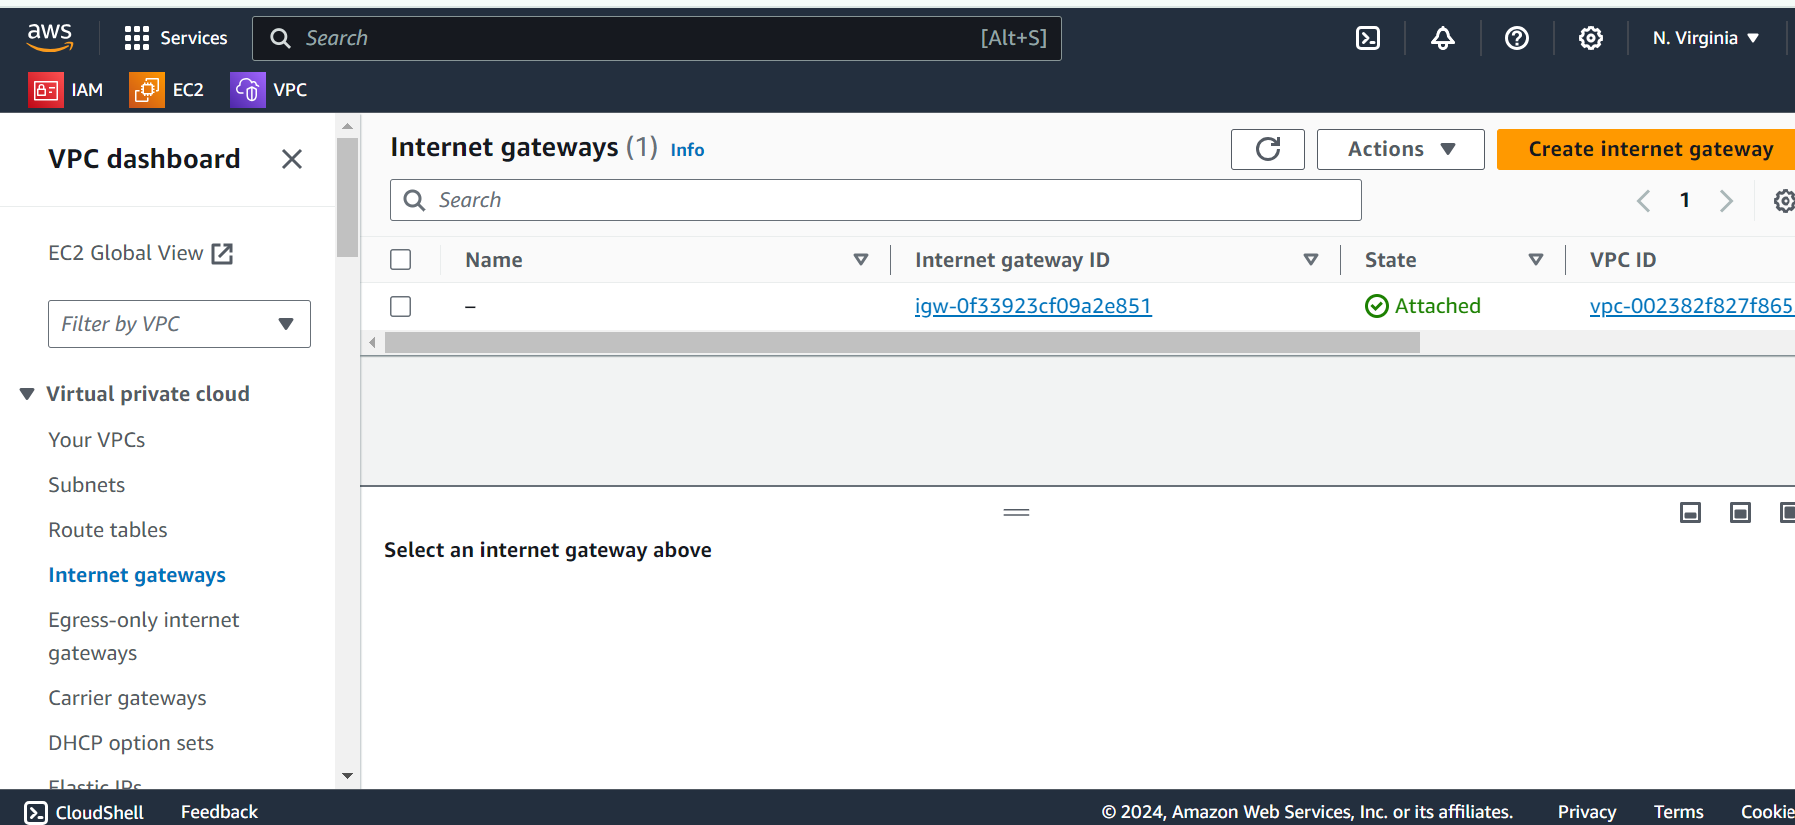 aws Services Search [Alt+S] N. Virginia
IAM EC2 VPC
VPC dashboard
EC2 Global View
Filter by VPC
Virtual private cloud
Your VPCs
Subnets
Route tables
Internet gateways
Egress-only internet
gateways
Carrier gateways
DHCP option sets
Elastic IPs
Internet gateways (1) Info Actions Create internet gateway
Search 1
Name Internet gateway ID State VPC ID
– igw-0f33923cf09a2e851 Attached vpc-002382f827f865
Select an internet gateway above
CloudShell Feedback © 2024, Amazon Web Services, Inc. or its affiliates. Privacy Terms Cookie